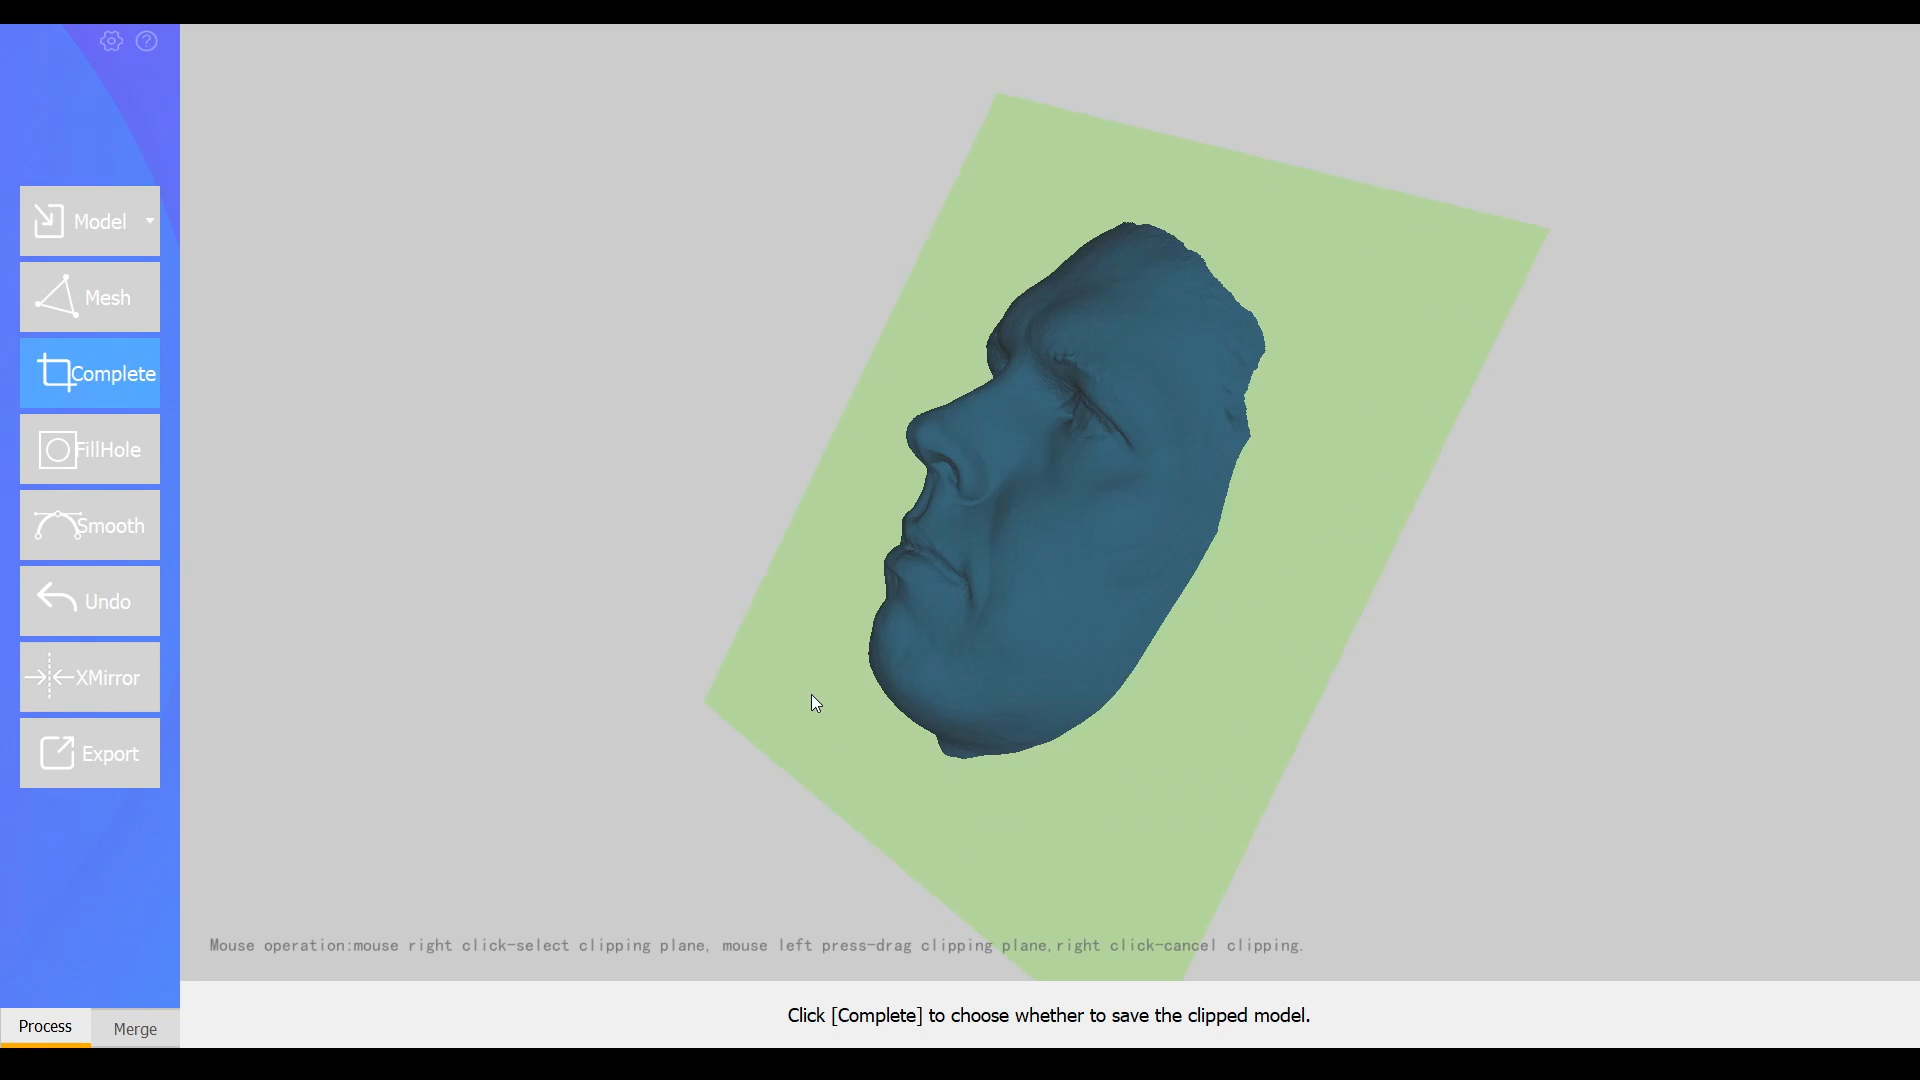 Model
Mesh
Complete
FillHole
Smooth
Undo
XMirror
Export
Mouse operation:mouse right click-select clipping plane, mouse left press-drag clipping plane,right click-cancel clipping.
Click [Complete] to choose whether to save the clipped model.
Process
Merge